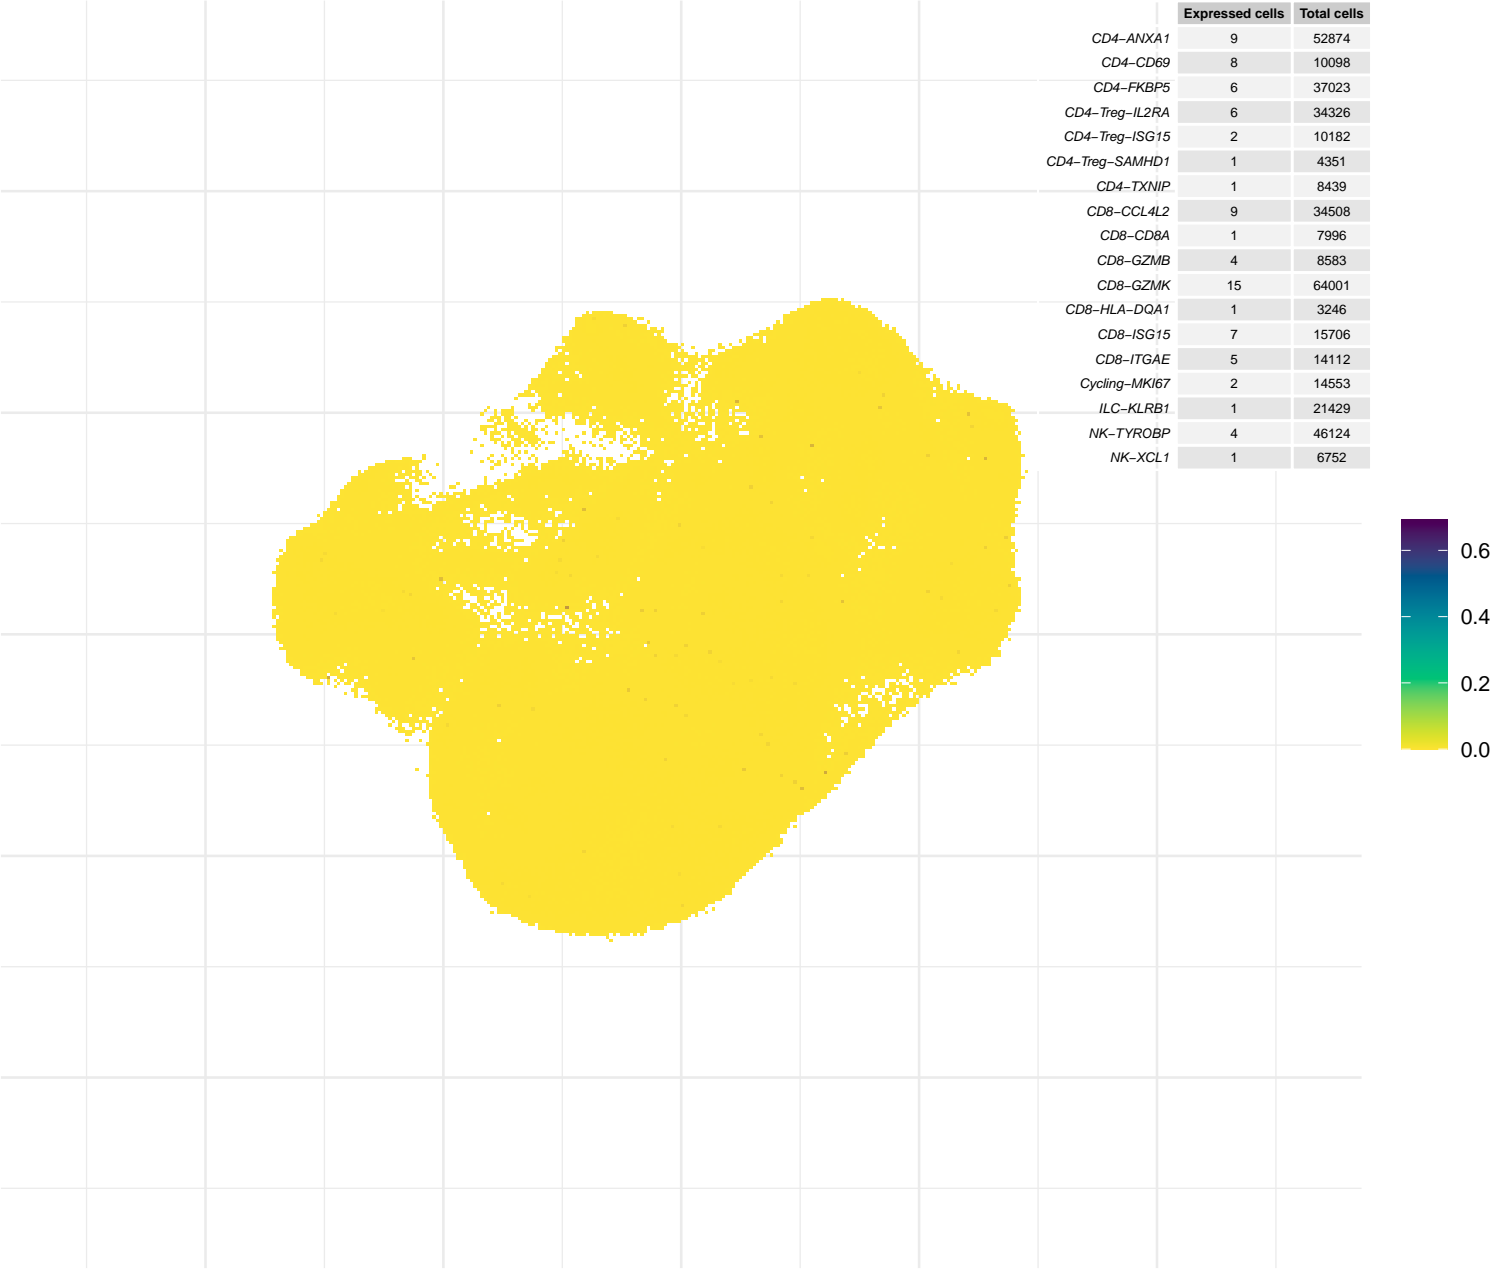 Expressed cells Total cells
CD4−ANXA1 9 52874
CD4−CD69 8 10098
CD4−FKBP5 6 37023
CD4−Treg−IL2RA 6 34326
CD4−Treg−ISG15 2 10182
CD4−Treg−SAMHD1 1 4351
CD4−TXNIP 1 8439
CD8−CCL4L2 9 34508
CD8−CD8A 1 7996
CD8−GZMB 4 8583
CD8−GZMK 15 64001
CD8−HLA−DQA1 1 3246
CD8−ISG15 7 15706
CD8−ITGAE 5 14112
Cycling−MKI67 2 14553
ILC−KLRB1 1 21429
NK−TYROBP 4 46124
NK−XCL1 1 6752
0.6
0.4
0.2
0.0